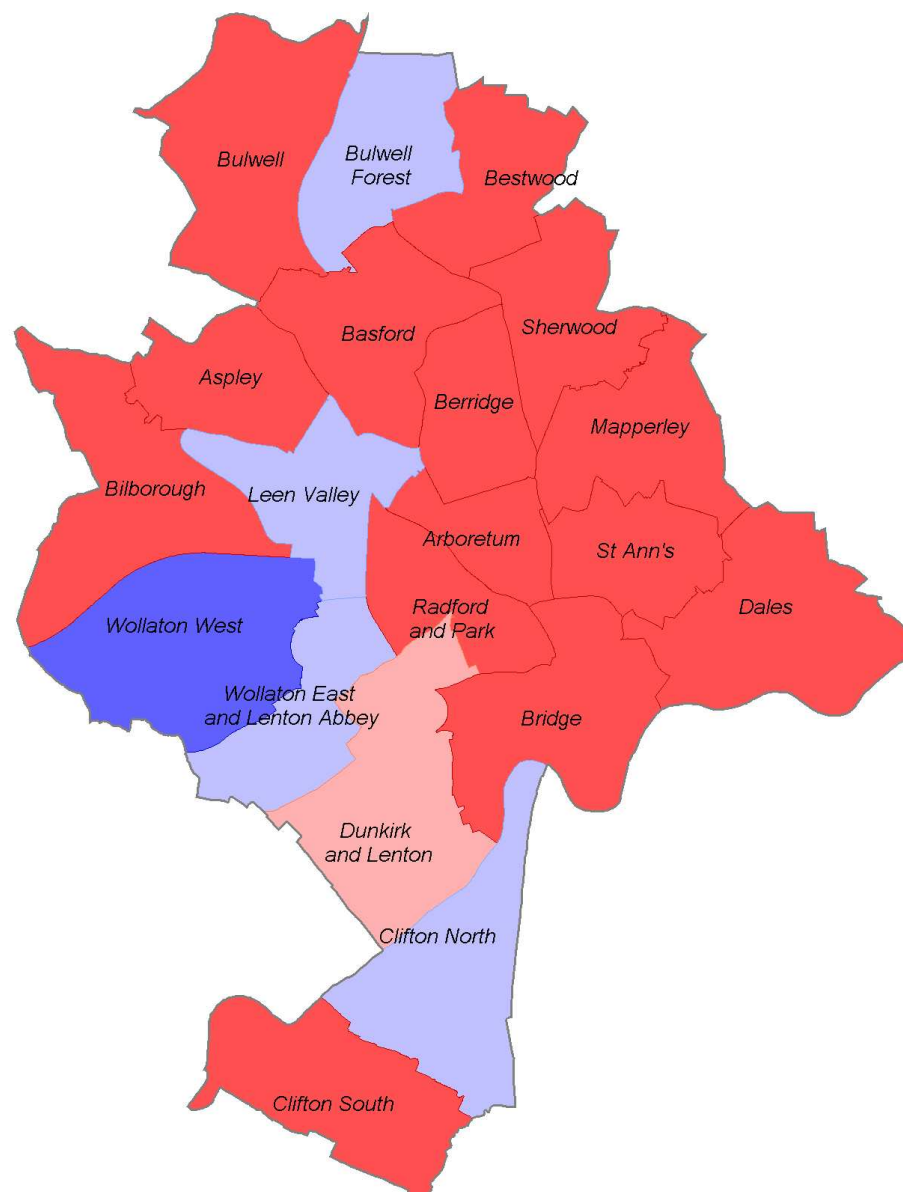 Bulwell
Bulwell
Forest
Bestwood
Basford
Sherwood
Aspley
Berridge
Mapperley
Bilborough
Leen Valley
Arboretum
St Ann's
Radford
and Park
Dales
Wollaton West
Wollaton East
and Lenton Abbey
Bridge
Dunkirk
and Lenton
Clifton North
Clifton South